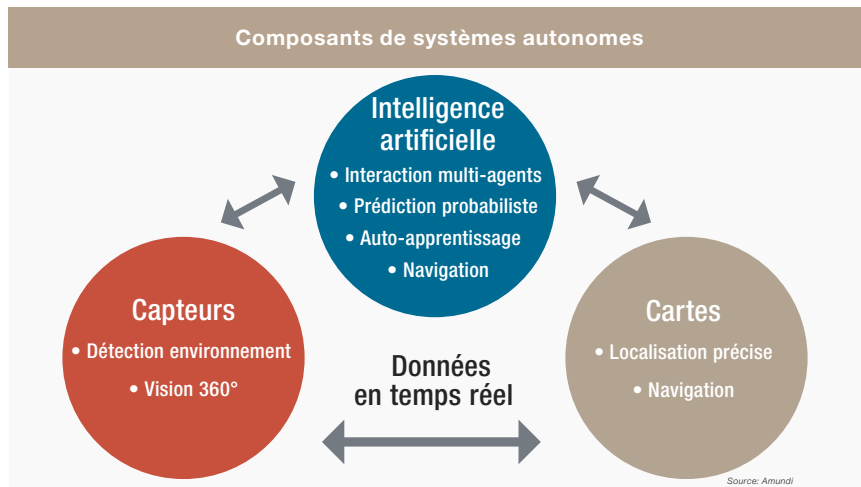 Composants de systèmes autonomes
Intelligence
artificielle
• Interaction multi-agents
• Prédiction probabiliste
• Auto-apprentissage
• Navigation
Capteurs
• Détection environnement
• Vision 360°
Données
en temps réel
Cartes
• Localisation précise
• Navigation
Source: Amundi